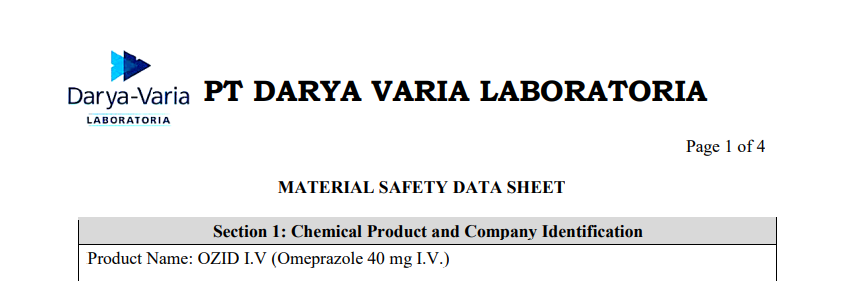 Darya-Varia
LABORATORIA
PT DARYA VARIA LABORATORIA
Page 1 of 4
MATERIAL SAFETY DATA SHEET
Section 1: Chemical Product and Company Identification
Product Name: OZID I.V (Omeprazole 40 mg I.V.)